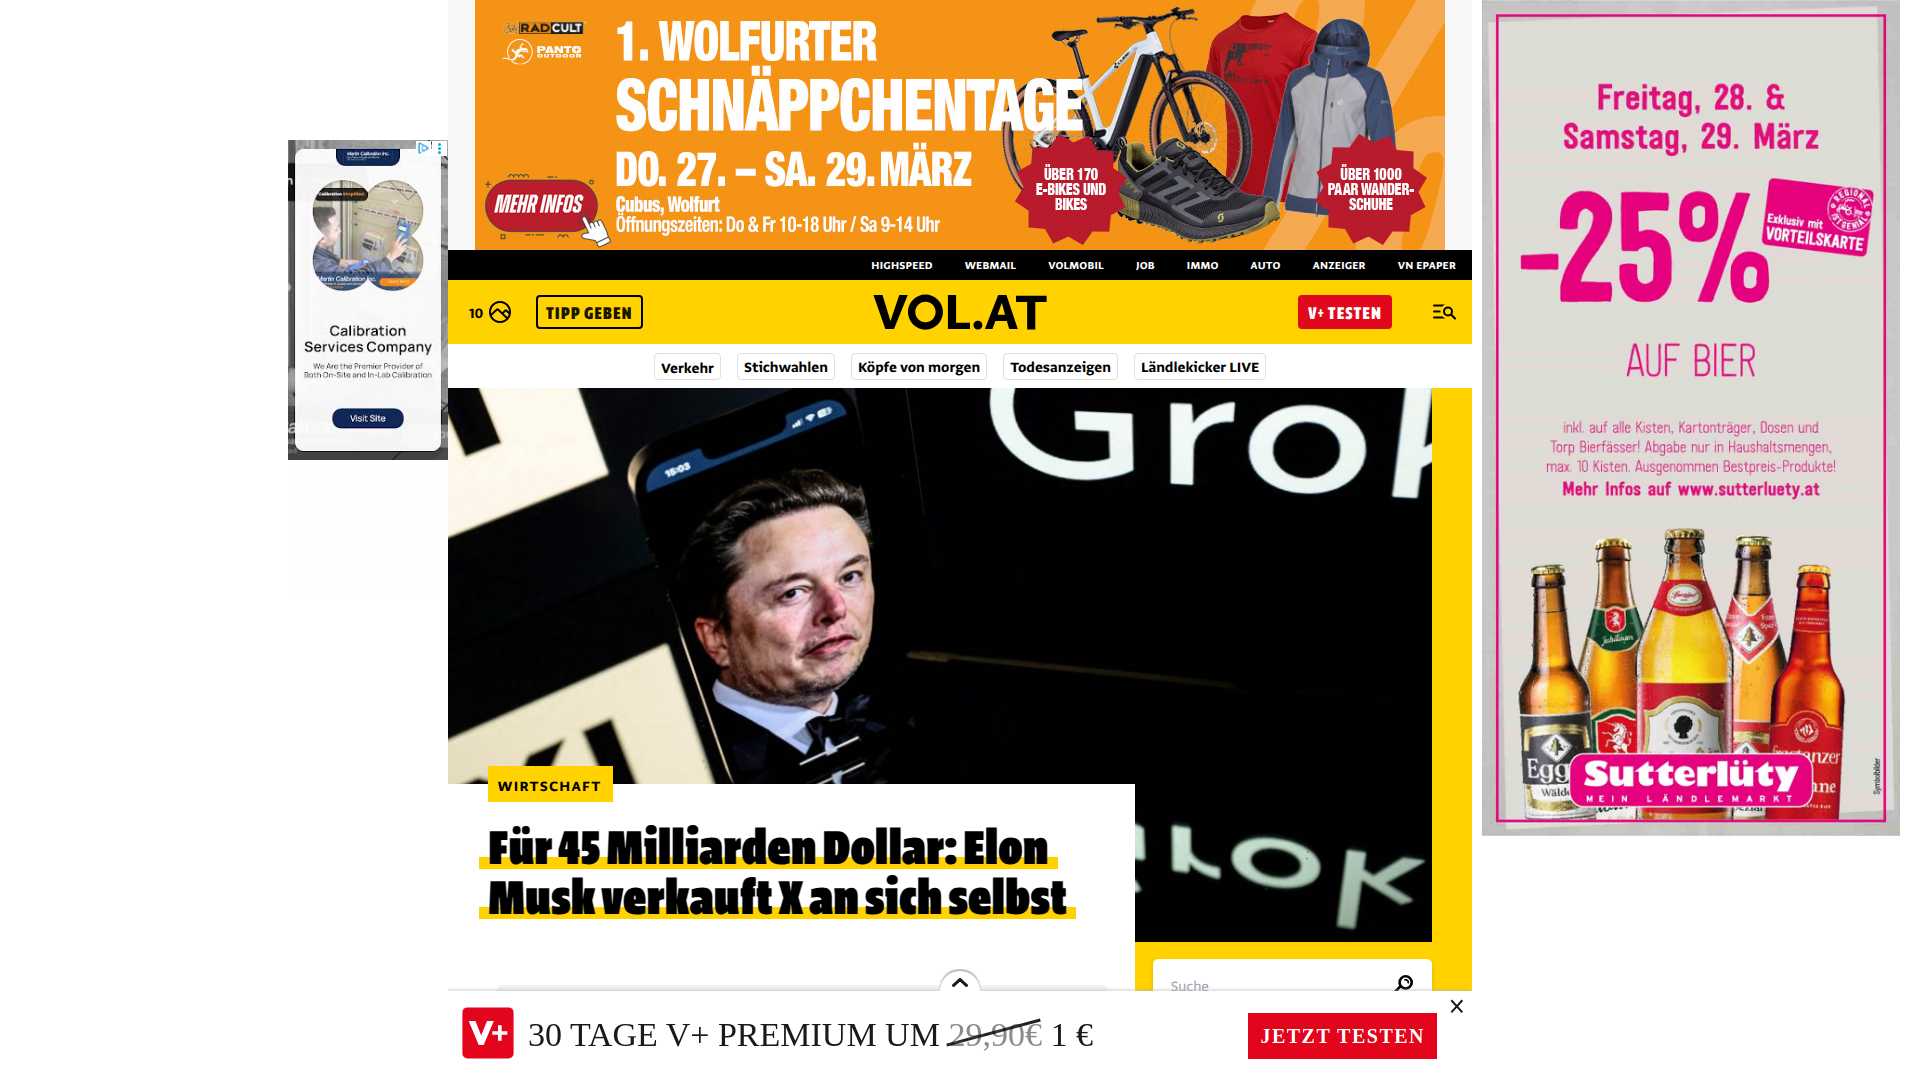 RADCULT
PANTO
OUTDOOR
1. WOLFURTER
SCHNÄPPCHENTAGE
DO. 27. – SA. 29. MÄRZ
Cubus, Wolfurt
Öffnungszeiten: Do & Fr 10-18 Uhr / Sa 9-14 Uhr
MEHR INFOS
ÜBER 170
E-BIKES UND
BIKES
ÜBER 1000
PAAR WANDER-
SCHUHE
Calibration
Services Company
We Are the Premier Provider of
Both On-Site and In-Lab Calibration
Visit Site
HIGHSPEED WEBMAIL VOLMOBIL JOB IMMO AUTO ANZEIGER VN EPAPER
10
TIPP GEBEN
VOL.AT
V+ TESTEN
Verkehr Stichwahlen Köpfe von morgen Todesanzeigen Ländlekicker LIVE
15:03
Grok
WIRTSCHAFT
Für 45 Milliarden Dollar: Elon
Musk verkauft X an sich selbst
Suche
V+
30 TAGE V+ PREMIUM UM 29,90€ 1 €
JETZT TESTEN
Freitag, 28. &
Samstag, 29. März
-25%
Exklusiv mit
VORTEILSKARTE
REGIONAL
IST GENIAL
AUF BIER
inkl. auf alle Kisten, Kartonträger, Dosen und
Torp Bierfässer! Abgabe nur in Haushaltsmengen,
max. 10 Kisten. Ausgenommen Bestpreis-Produkte!
Mehr Infos auf www.sutterluety.at
Sutterlüty
MEIN LÄNDLEMARKT
Symbolbilder